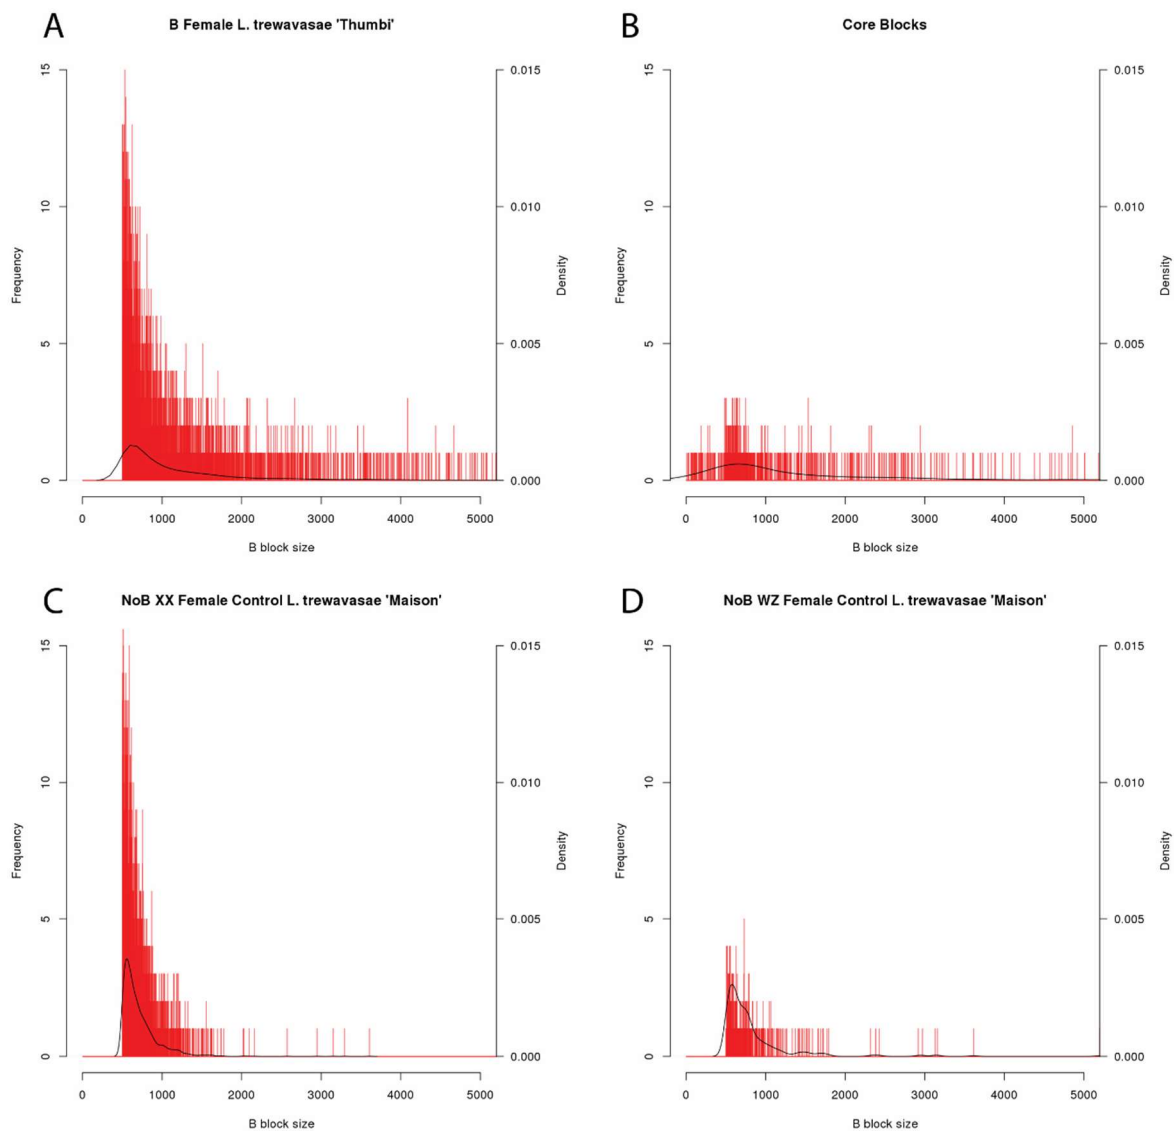 A
B Female L. trewavasae 'Thumbi'
15
10
5
0
Frequency
0.015
0.010
0.005
0.000
Density
0 1000 2000 3000 4000 5000
B block size
B
Core Blocks
15
10
5
0
Frequency
0.015
0.010
0.005
0.000
Density
0 1000 2000 3000 4000 5000
B block size
C
NoB XX Female Control L. trewavasae 'Maison'
15
10
5
0
Frequency
0.015
0.010
0.005
0.000
Density
0 1000 2000 3000 4000 5000
B block size
D
NoB WZ Female Control L. trewavasae 'Maison'
15
10
5
0
Frequency
0.015
0.010
0.005
0.000
Density
0 1000 2000 3000 4000 5000
B block size